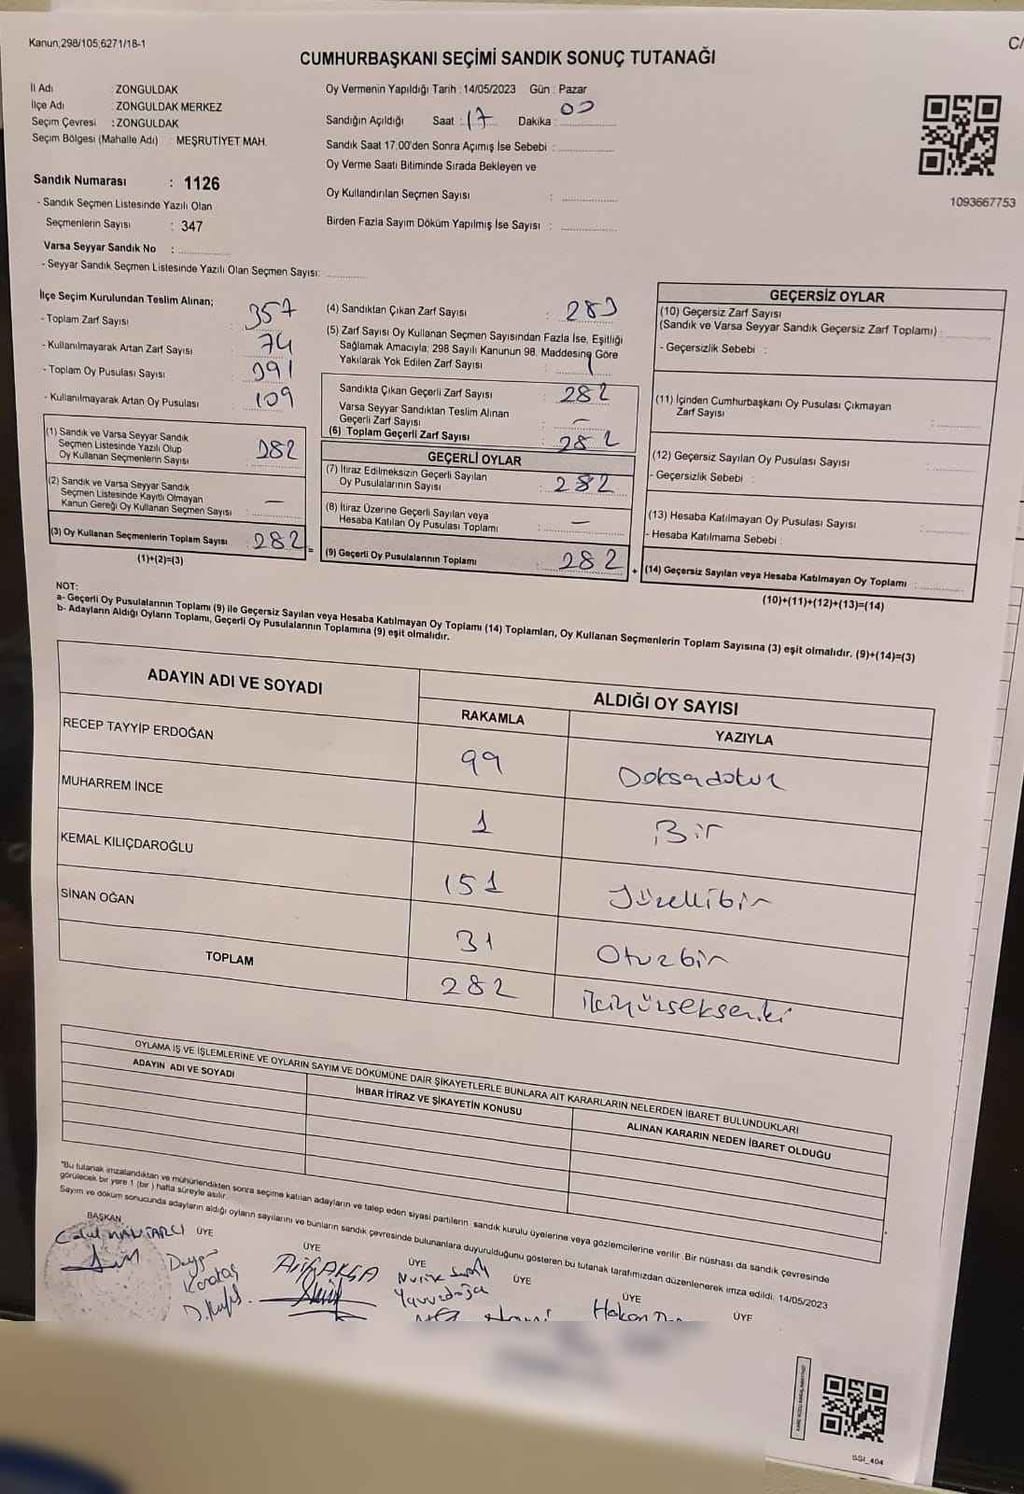 Kanun,298/105,6271/18-1
C/
CUMHURBAŞKANI SEÇİMİ SANDIK SONUÇ TUTANAĞI
İl Adı : ZONGULDAK
İlçe Adı : ZONGULDAK MERKEZ
Seçim Çevresi : ZONGULDAK
Seçim Bölgesi (Mahalle Adı) : MEŞRUTİYET MAH.
Oy Vermenin Yapıldığı Tarih : 14/05/2023 Gün : Pazar
Sandığın Açıldığı Saat : 17 Dakika : 00
Sandık Saat 17.00'den Sonra Açımış İse Sebebi :
Oy Verme Saati Bitiminde Sırada Bekleyen ve
Oy Kullandırılan Seçmen Sayısı :
Birden Fazla Sayım Döküm Yapılmış İse Sayısı :
1093667753
Sandık Numarası : 1126
- Sandık Seçmen Listesinde Yazılı Olan
Seçmenlerin Sayısı : 347
Varsa Seyyar Sandık No :
- Seyyar Sandık Seçmen Listesinde Yazılı Olan Seçmen Sayısı:
İlçe Seçim Kurulundan Teslim Alınan;
- Toplam Zarf Sayısı : 357
- Kullanılmayarak Artan Zarf Sayısı : 74
- Toplam Oy Pusulası Sayısı : 391
- Kullanılmayarak Artan Oy Pusulası : 109
(1) Sandık ve Varsa Seyyar Sandık
Seçmen Listesinde Yazılı Olup
Oy Kullanan Seçmenlerin Sayısı 282
(2) Sandık ve Varsa Seyyar Sandık
Seçmen Listesinde Kayıtlı Olmayan
Kanun Gereği Oy Kullanan Seçmen Sayısı : —
(3) Oy Kullanan Seçmenlerin Toplam Sayısı 282 =
(1)+(2)=(3)
(4) Sandıktan Çıkan Zarf Sayısı : 283
(5) Zarf Sayısı Oy Kullanan Seçmen Sayısından Fazla İse, Eşitliği
Sağlamak Amacıyla; 298 Sayılı Kanunun 98. Maddesine Göre
Yakılarak Yok Edilen Zarf Sayısı : 1
Sandıkta Çıkan Geçerli Zarf Sayısı : 282
Varsa Seyyar Sandıktan Teslim Alınan
Geçerli Zarf Sayısı : —
(6) Toplam Geçerli Zarf Sayısı : 282
GEÇERLİ OYLAR
(7) İtiraz Edilmeksizin Geçerli Sayılan
Oy Pusulalarının Sayısı : 282
(8) İtiraz Üzerine Geçerli Sayılan veya
Hesaba Katılan Oy Pusulası Toplamı : —
(9) Geçerli Oy Pusulalarının Toplamı : 282 +
GEÇERSİZ OYLAR
(10) Geçersiz Zarf Sayısı
(Sandık ve Varsa Seyyar Sandık Geçersiz Zarf Toplamı) :
- Geçersizlik Sebebi :
(11) İçinden Cumhurbaşkanı Oy Pusulası Çıkmayan
Zarf Sayısı :
(12) Geçersiz Sayılan Oy Pusulası Sayısı :
- Geçersizlik Sebebi :
(13) Hesaba Katılmayan Oy Pusulası Sayısı :
- Hesaba Katılmama Sebebi :
(14) Geçersiz Sayılan veya Hesaba Katılmayan Oy Toplamı :
(10)+(11)+(12)+(13)=(14)
NOT:
a- Geçerli Oy Pusulalarının Toplamı (9) ile Geçersiz Sayılan veya Hesaba Katılmayan Oy Toplamı (14) Toplamları, Oy Kullanan Seçmenlerin Toplam Sayısına (3) eşit olmalıdır. (9)+(14)=(3)
b- Adayların Aldığı Oyların Toplamı, Geçerli Oy Pusulalarının Toplamına (9) eşit olmalıdır.
ADAYIN ADI VE SOYADI
ALDIĞI OY SAYISI
RAKAMLA
YAZIYLA
RECEP TAYYİP ERDOĞAN 99 Doksadokuz
MUHARREM İNCE 1 Bir
KEMAL KILIÇDAROĞLU 151 Yüzellibir
SİNAN OĞAN 31 Otuzbir
TOPLAM 282 ikiyürsekseniki
OYLAMA İŞ VE İŞLEMLERİNE VE OYLARIN SAYIM VE DÖKÜMÜNE DAİR ŞİKAYETLERLE BUNLARA AİT KARARLARIN NELERDEN İBARET BULUNDUKLARI
ADAYIN ADI VE SOYADI
İHBAR İTİRAZ VE ŞİKAYETİN KONUSU
ALINAN KARARIN NEDEN İBARET OLDUĞU
"Bu tutanak imzalandıktan ve mühürlendikten sonra seçime katılan adayların ve talep eden siyasi partilerin sandık kurulu üyelerine veya gözlemcilerine verilir. Bir nüshası da sandık çevresinde
görülecek bir yere 1 (bir) hafta süreyle asılır.
Sayım ve döküm sonucunda adayların aldığı oyların sayılarını ve bunların sandık çevresinde bulunanlara duyurulduğunu gösteren bu tutanak tarafımızdan düzenlenerek imza edildi. 14/05/2023
BAŞKAN
ÜYE
ÜYE
ÜYE
ÜYE
ÜYE
ÜYE
Karataş
Arif AKÇA
Hakan
SSİ_404